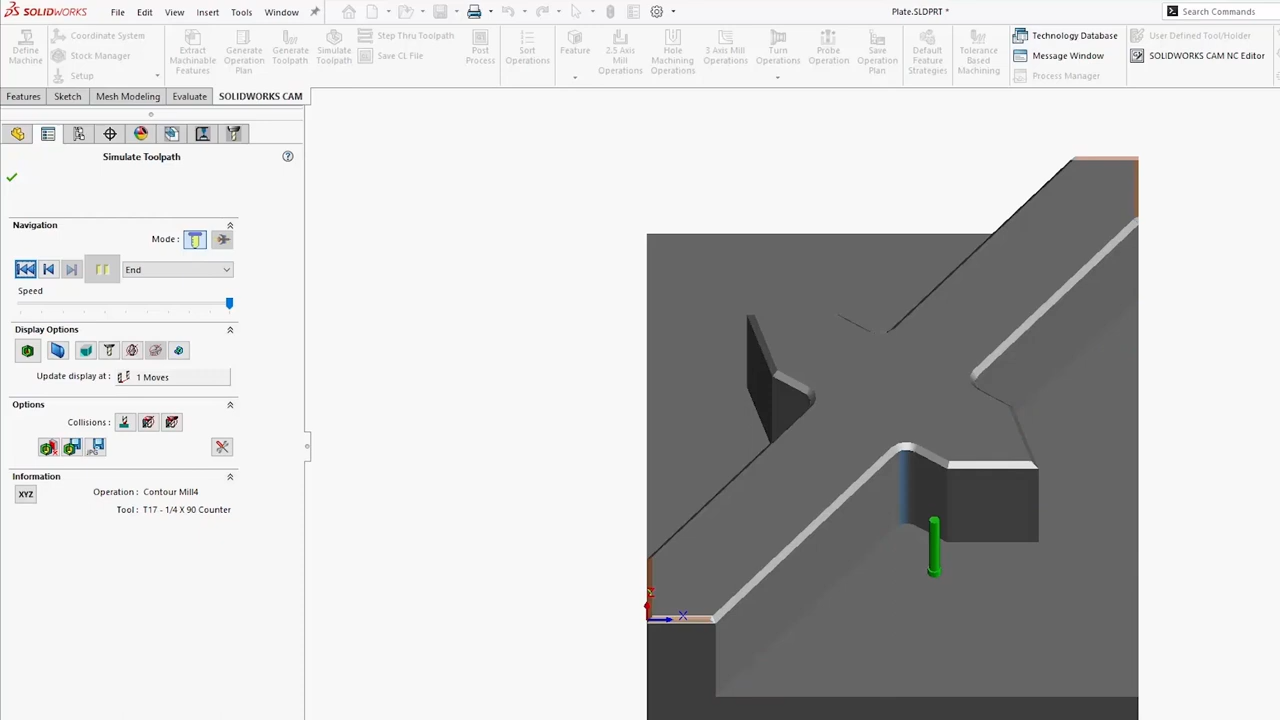 SOLIDWORKS
File Edit View Insert Tools Window
Plate.SLDPRT *
Search Commands
Define Machine
Coordinate System
Stock Manager
Setup
Extract Machinable Features
Generate Operation Plan
Generate Toolpath
Simulate Toolpath
Step Thru Toolpath
Save CL File
Post Process
Sort Operations
Feature
2.5 Axis Mill Operations
Hole Machining Operations
3 Axis Mill Operations
Turn Operations
Probe Operation
Save Operation Plan
Default Feature Strategies
Tolerance Based Machining
Technology Database
Message Window
Process Manager
User Defined Tool/Holder
SOLIDWORKS CAM NC Editor
Features Sketch Mesh Modeling Evaluate SOLIDWORKS CAM
Simulate Toolpath
Navigation
Mode :
End
Speed
Display Options
Update display at : 1 Moves
Options
Collisions:
JPG
Information
XYZ
Operation: Contour Mill4
Tool : T17 - 1/4 X 90 Counter
X